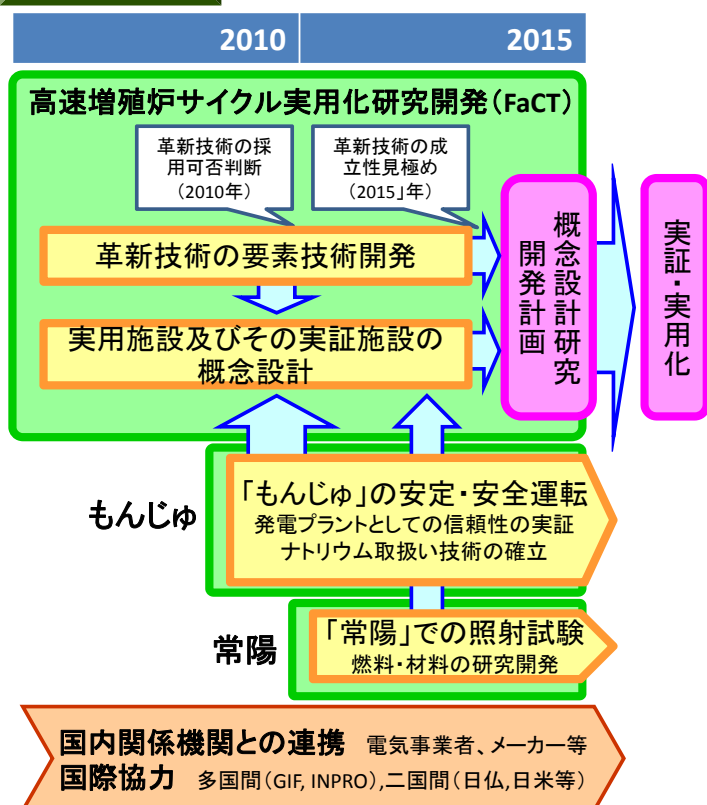 2010
2015
高速増殖炉サイクル実用化研究開発(FaCT)
革新技術の採
用可否判断
(2010年)
革新技術の成
立性見極め
(2015」年)
革新技術の要素技術開発
実用施設及びその実証施設の
概念設計
概念設計研究
開発計画
実証・実用化
もんじゅ
「もんじゅ」の安定・安全運転
発電プラントとしての信頼性の実証
ナトリウム取扱い技術の確立
常陽
「常陽」での照射試験
燃料・材料の研究開発
国内関係機関との連携 電気事業者、メーカー等
国際協力 多国間(GIF, INPRO),二国間(日仏,日米等)